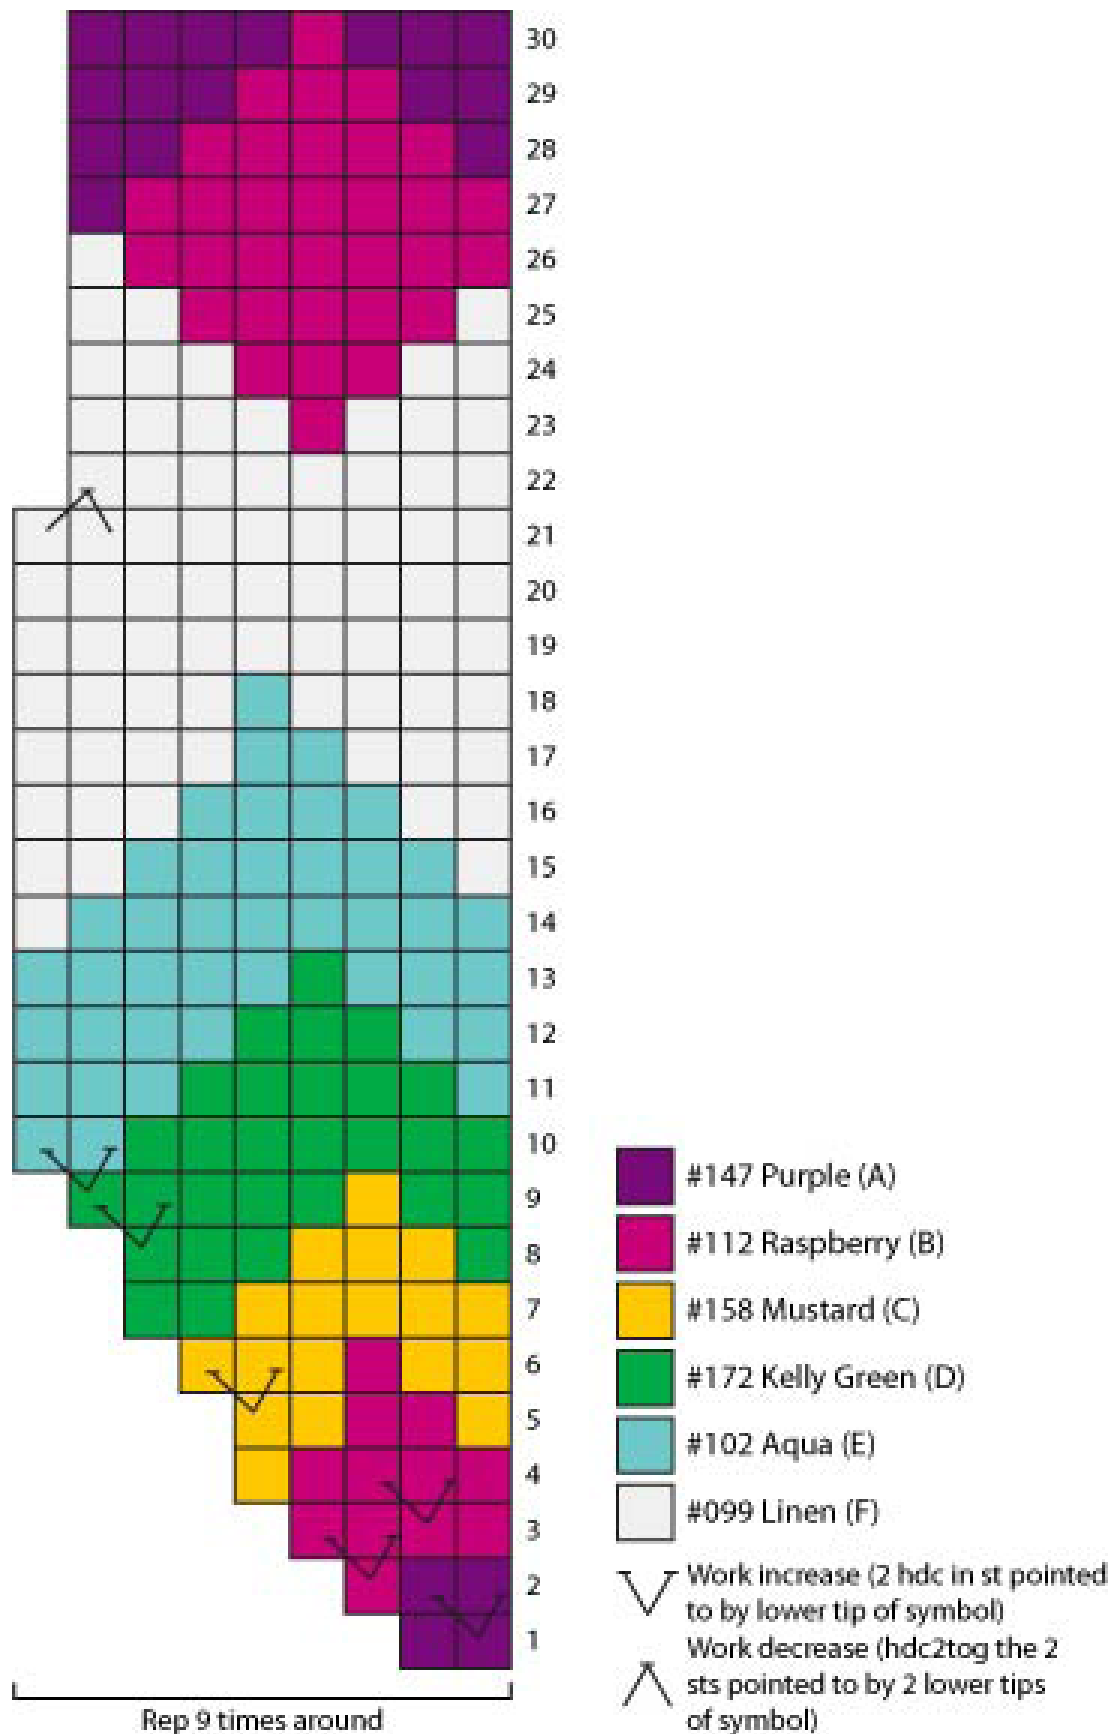 30
29
28
27
26
25
24
23
22
21
20
19
18
17
16
15
14
13
12
11
10
9
8
7
6
5
4
3
2
1
Rep 9 times around
#147 Purple (A)
#112 Raspberry (B)
#158 Mustard (C)
#172 Kelly Green (D)
#102 Aqua (E)
#099 Linen (F)
Work increase (2 hdc in st pointed
to by lower tip of symbol)
Work decrease (hdc2tog the 2
sts pointed to by 2 lower tips
of symbol)